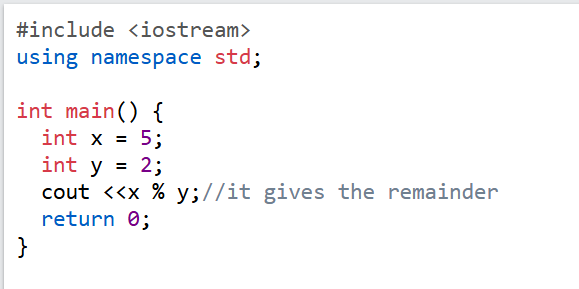 #include <iostream>
using namespace std;

int main() {
  int x = 5;
  int y = 2;
  cout <<x % y;//it gives the remainder
  return 0;
}